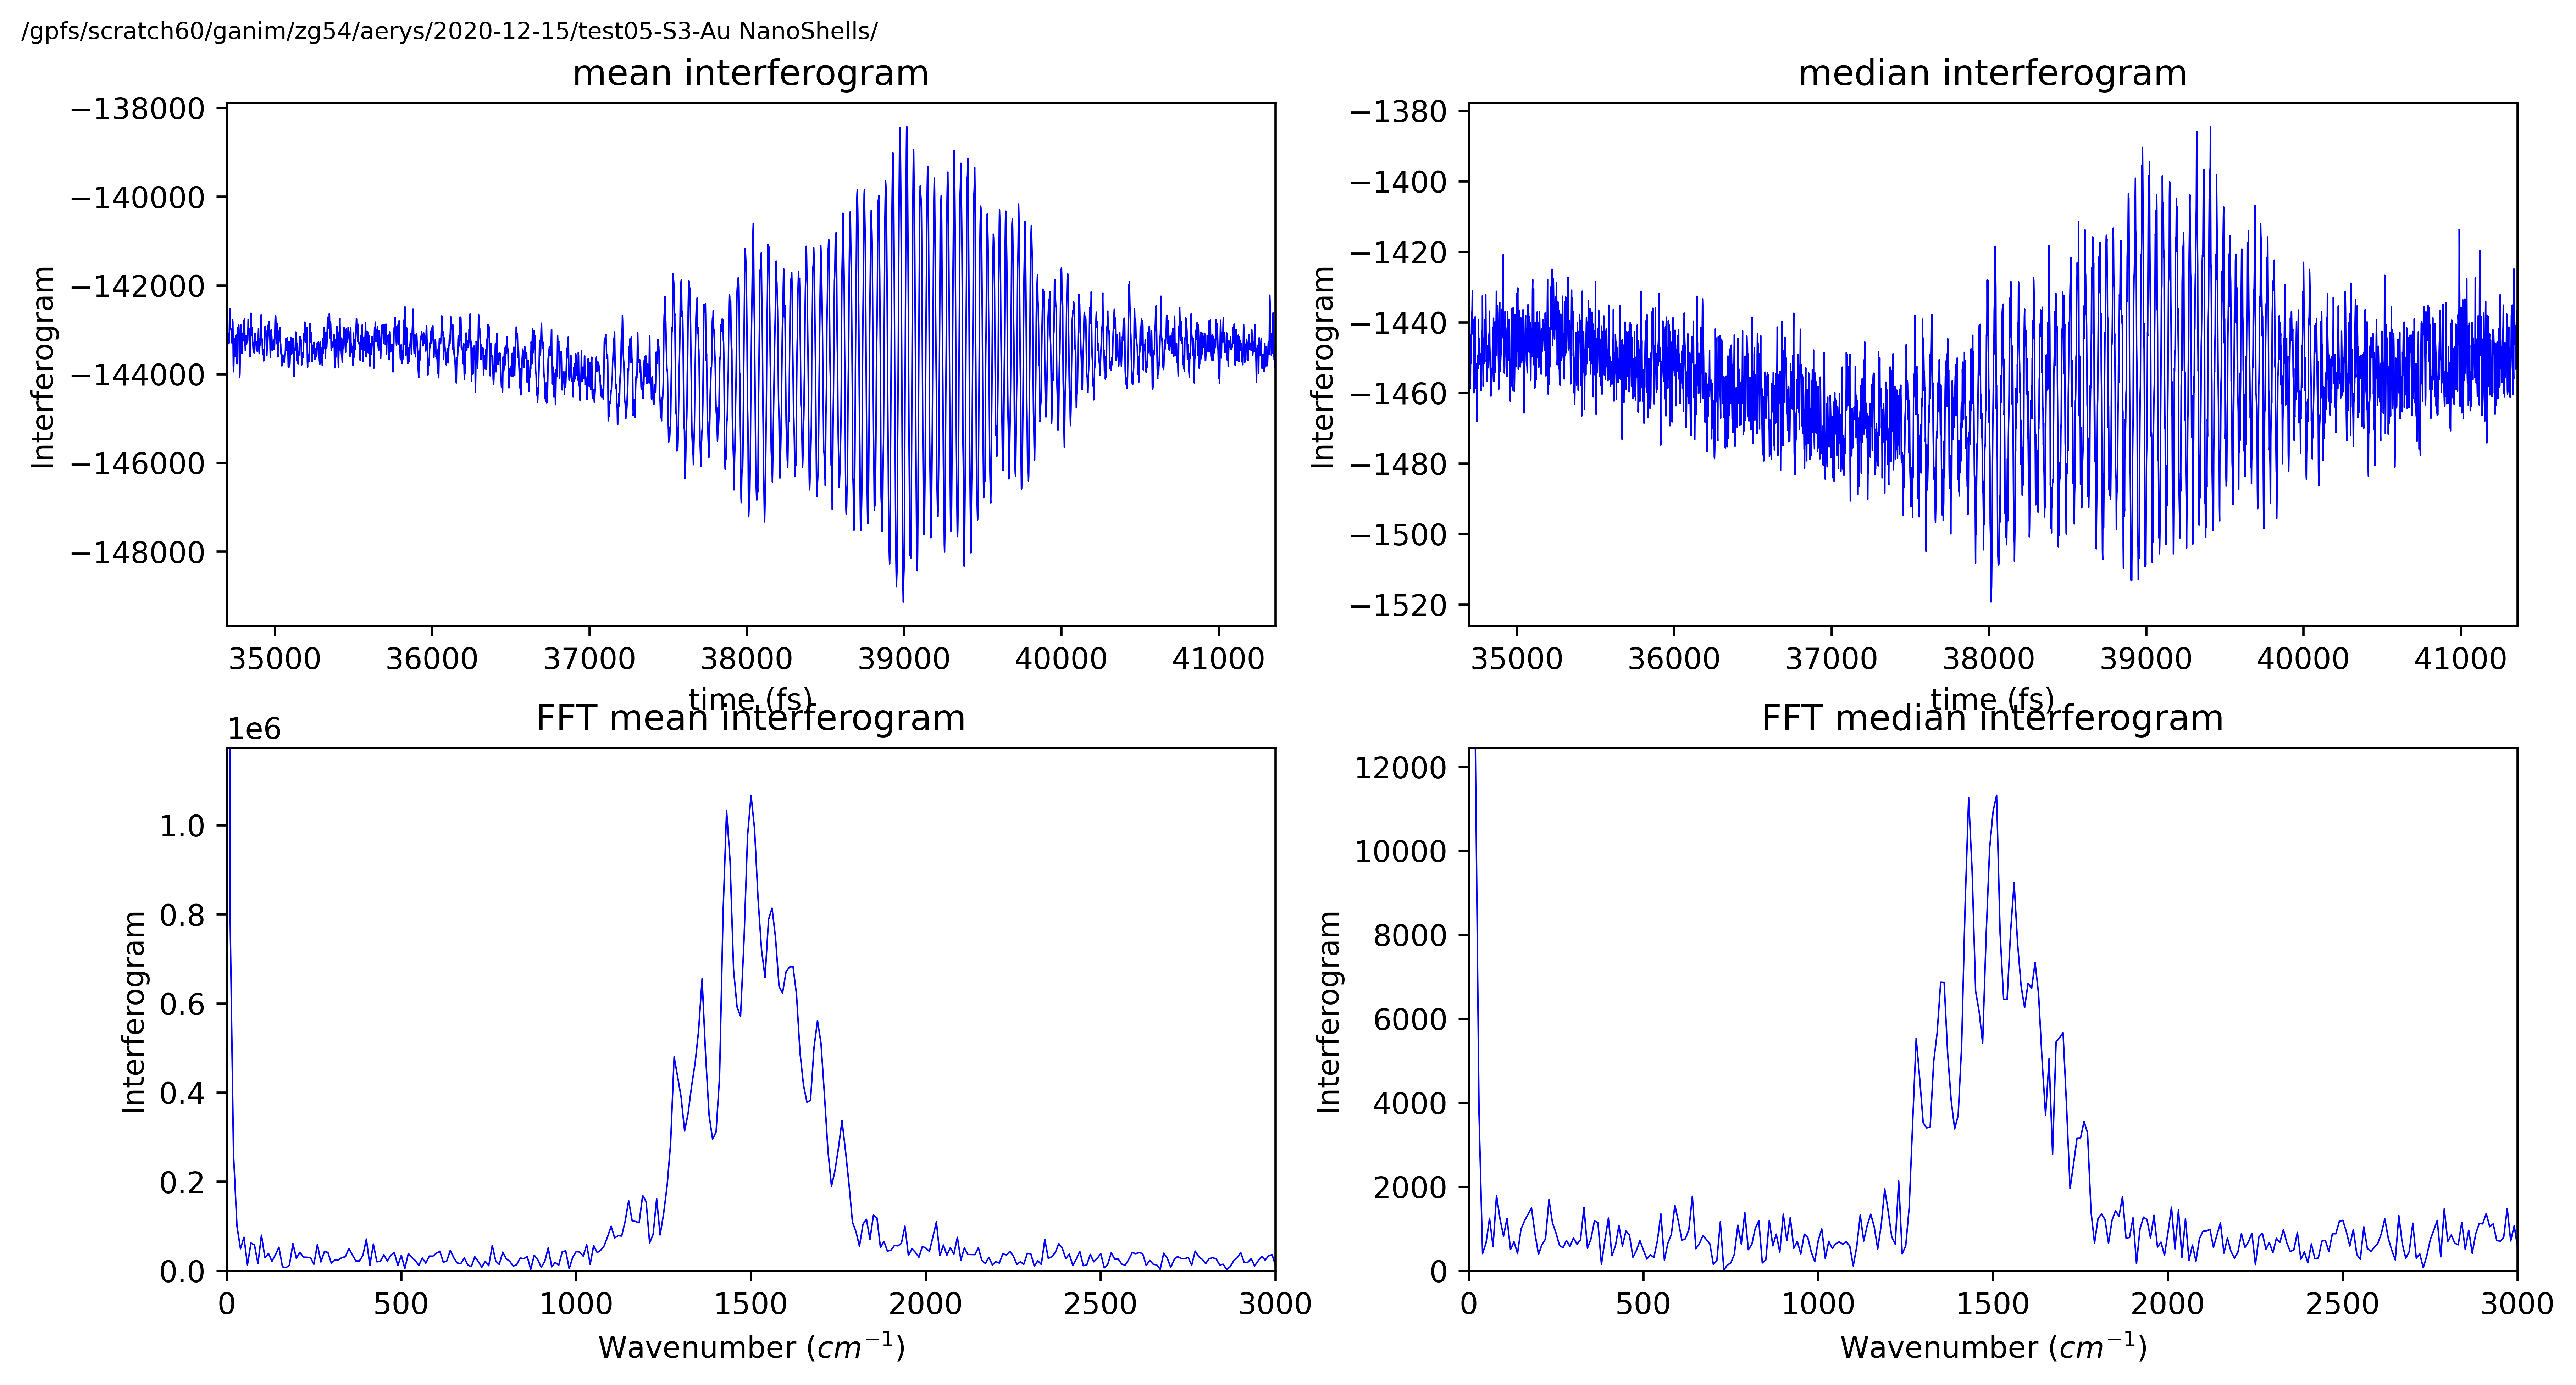 /gpfs/scratch60/ganim/zg54/aerys/2020-12-15/test05-S3-Au NanoShells/
mean interferogram
−138000
−140000
−142000
−144000
−146000
−148000
Interferogram
35000 36000 37000 38000 39000 40000 41000
time (fs)
median interferogram
−1380
−1400
−1420
−1440
−1460
−1480
−1500
−1520
Interferogram
35000 36000 37000 38000 39000 40000 41000
time (fs)
FFT mean interferogram
1e6
1.0
0.8
0.6
0.4
0.2
0.0
Interferogram
0 500 1000 1500 2000 2500 3000
Wavenumber (cm⁻¹)
FFT median interferogram
12000
10000
8000
6000
4000
2000
0
Interferogram
0 500 1000 1500 2000 2500 3000
Wavenumber (cm⁻¹)